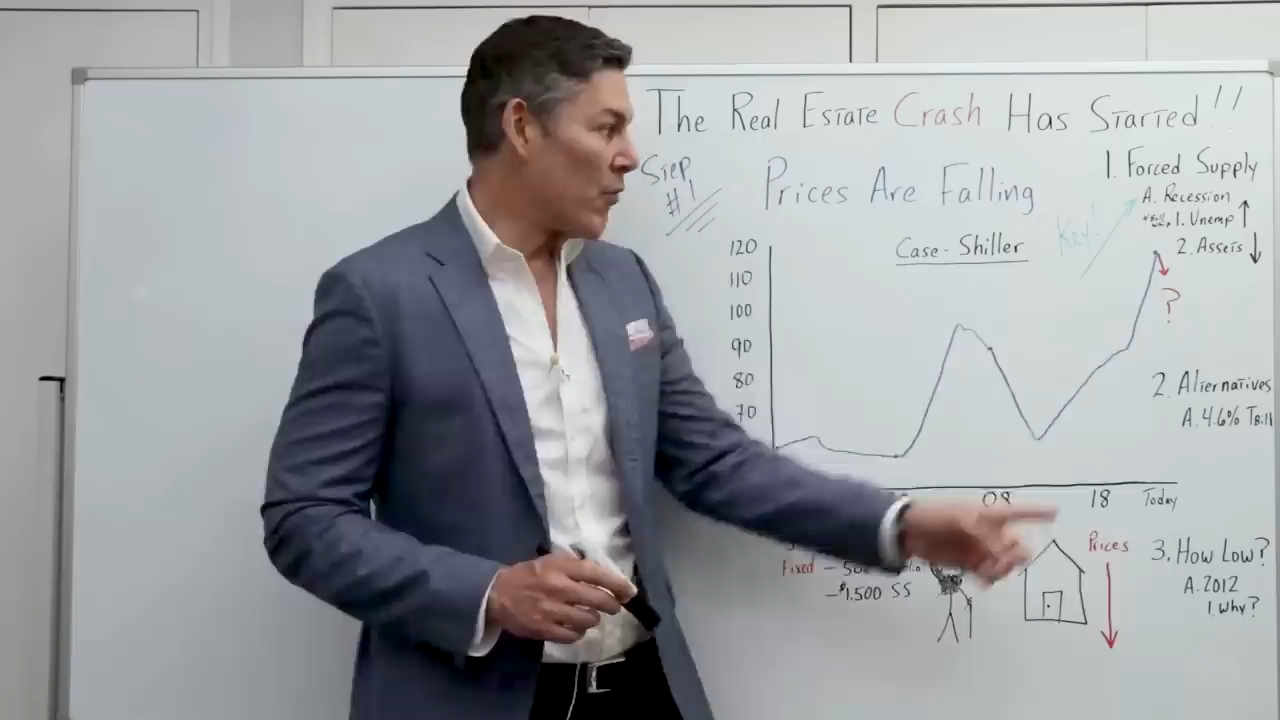 The Real Estate Crash Has Started!!
Step
#1
Prices Are Falling
1. Forced Supply
A. Recession
1. Unemp ↑
2. Assets ↓
Key!
Case-Shiller
120
110
100
90
80
70
?
2. Alternatives
A. 4.6% T Bill
08
18
Today
Prices
Fixed
-$1,500 SS
3. How Low?
A. 2012
1. Why?